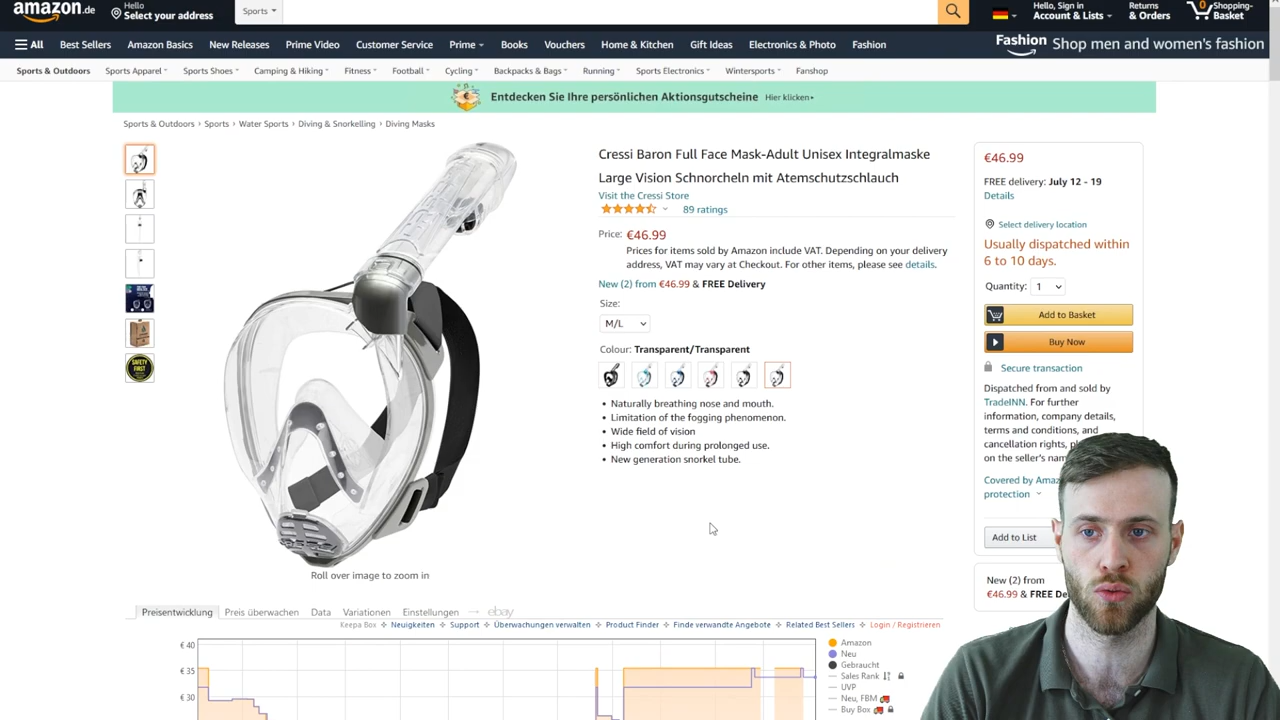 amazon.de
Hello
Select your address
Sports
Hello, Sign in
Account & Lists
Returns
& Orders
0
Shopping-
Basket
All
Best Sellers
Amazon Basics
New Releases
Prime Video
Customer Service
Prime
Books
Vouchers
Home & Kitchen
Gift Ideas
Electronics & Photo
Fashion
Fashion Shop men and women's fashion
Sports & Outdoors
Sports Apparel
Sports Shoes
Camping & Hiking
Fitness
Football
Cycling
Backpacks & Bags
Running
Sports Electronics
Wintersports
Fanshop
Entdecken Sie Ihre persönlichen Aktionsgutscheine Hier klicken
Sports & Outdoors › Sports › Water Sports › Diving & Snorkelling › Diving Masks
SAFETY
FIRST
Roll over image to zoom in
Cressi Baron Full Face Mask-Adult Unisex Integralmaske
Large Vision Schnorcheln mit Atemschutzschlauch
Visit the Cressi Store
89 ratings
Price: €46.99
Prices for items sold by Amazon include VAT. Depending on your delivery
address, VAT may vary at Checkout. For other items, please see details.
New (2) from €46.99 & FREE Delivery
Size:
M/L
Colour: Transparent/Transparent
• Naturally breathing nose and mouth.
• Limitation of the fogging phenomenon.
• Wide field of vision
• High comfort during prolonged use.
• New generation snorkel tube.
€46.99
FREE delivery: July 12 - 19
Details
Select delivery location
Usually dispatched within
6 to 10 days.
Quantity: 1
Add to Basket
Buy Now
Secure transaction
Dispatched from and sold by
TradeINN. For further
information, company details,
terms and conditions, and
cancellation rights,
on the seller's
Covered by
protection
Add to List
New (2) from
€46.99 & FREE
Preisentwicklung
Preis überwachen
Data
Variationen
Einstellungen
ebay
Keepa Box
Neuigkeiten
Support
Überwachungen verwalten
Product Finder
Finde verwandte Angebote
Related Best Sellers
Login / Registrieren
€ 40
€ 35
€ 30
Amazon
Neu
Gebraucht
Sales Rank
UVP
Neu, FBM
Buy Box